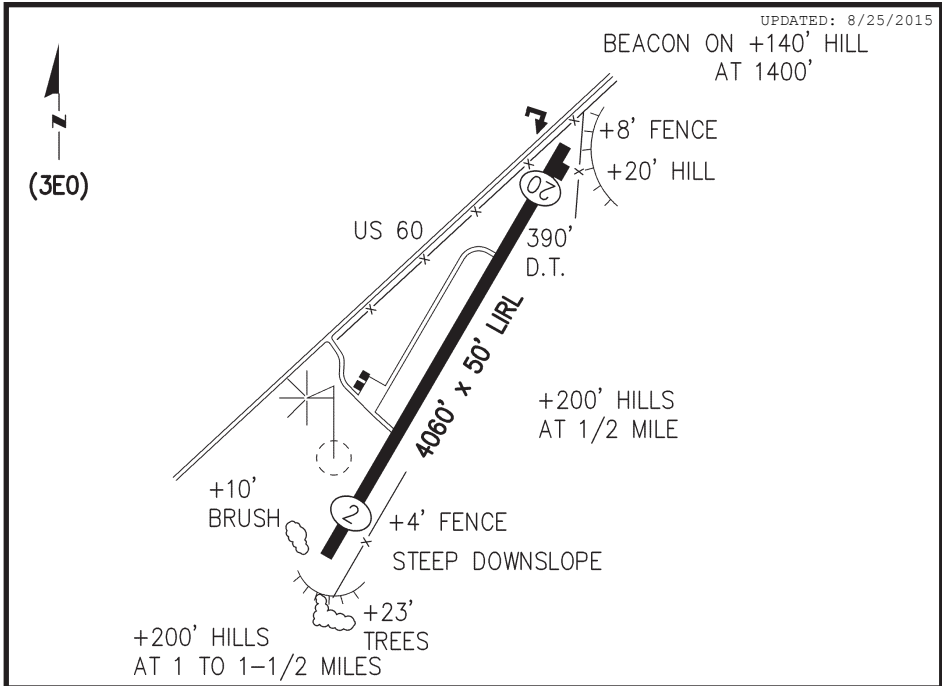 UPDATED: 8/25/2015
BEACON ON +140' HILL
AT 1400'
N
(3E0)
+8' FENCE
+20' HILL
20
US 60
390'
D.T.
4060' x 50' LIRL
+200' HILLS
AT 1/2 MILE
+10'
BRUSH
2
+4' FENCE
STEEP DOWNSLOPE
+23'
TREES
+200' HILLS
AT 1 TO 1-1/2 MILES